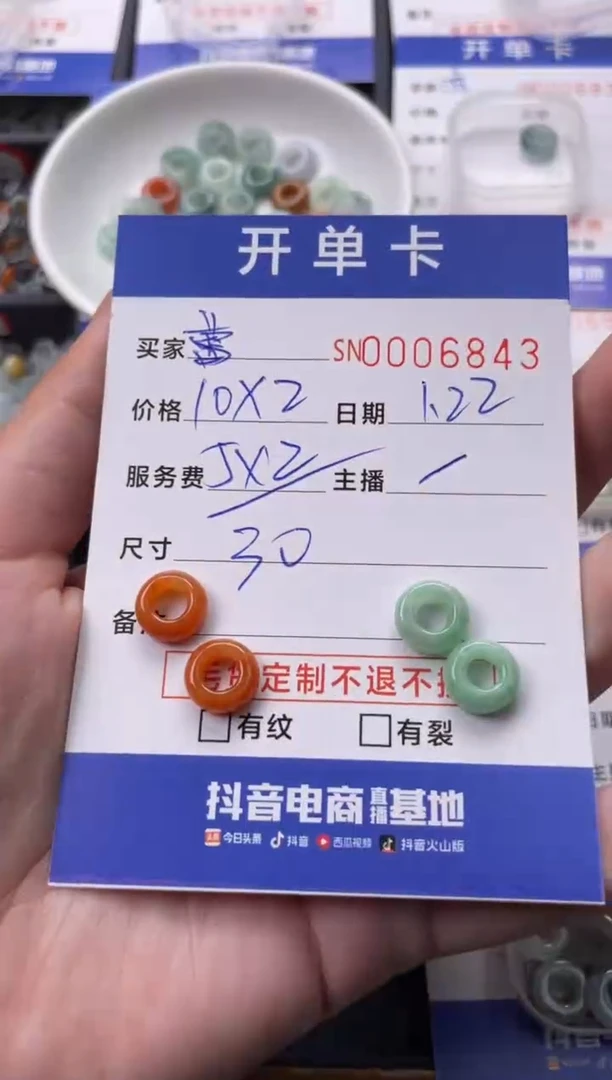 开单卡
买家 SN0006843
价格 10X2 日期 1.22
服务费 5X2 主播 /
尺寸 30
备
定制不退不
□有纹 □有裂
抖音电商直播基地
头条 今日头条 抖音 西瓜视频 抖音火山版
开单卡